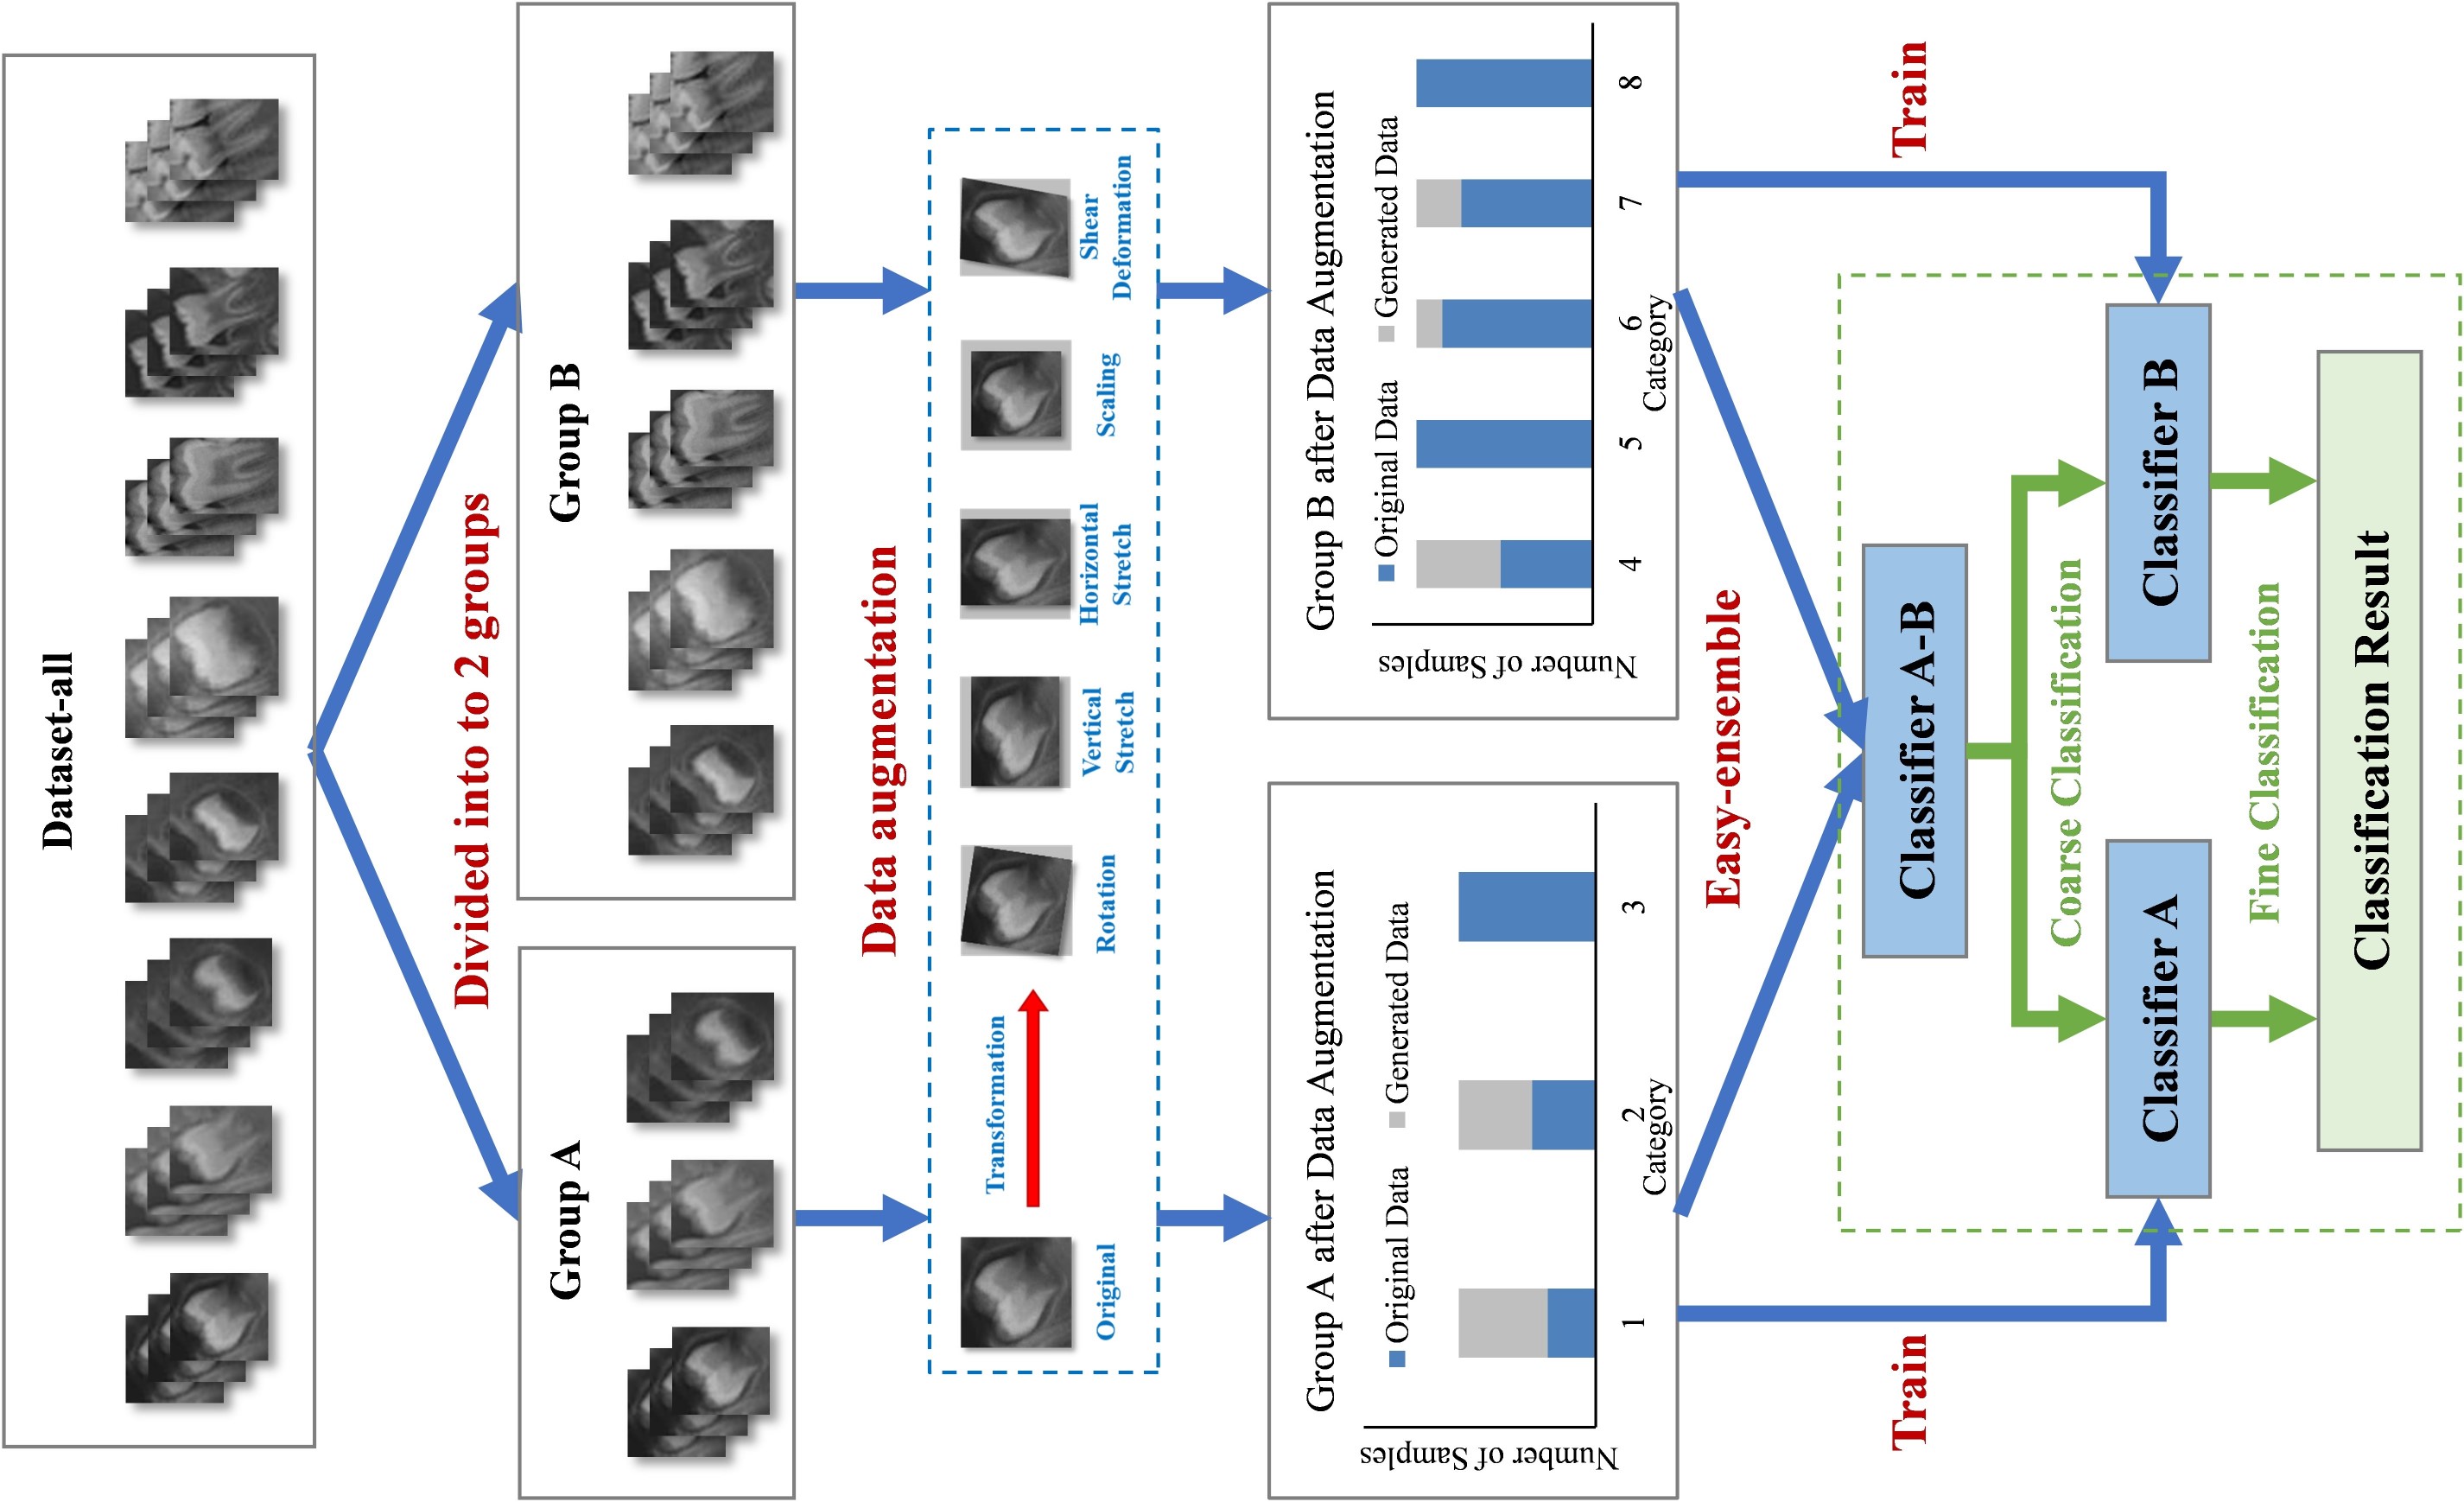 Dataset-all
Divided into to 2 groups
Group A
Group B
Data augmentation
Original
Transformation
Rotation
Vertical
Stretch
Horizontal
Stretch
Scaling
Shear
Deformation
Group A after Data Augmentation
Original Data
Generated Data
Number of Samples
1
2
3
Category
Group B after Data Augmentation
Original Data
Generated Data
Number of Samples
4
5
6
7
8
Category
Train
Easy-ensemble
Train
Classifier A-B
Coarse Classification
Classifier A
Classifier B
Fine Classification
Classification Result